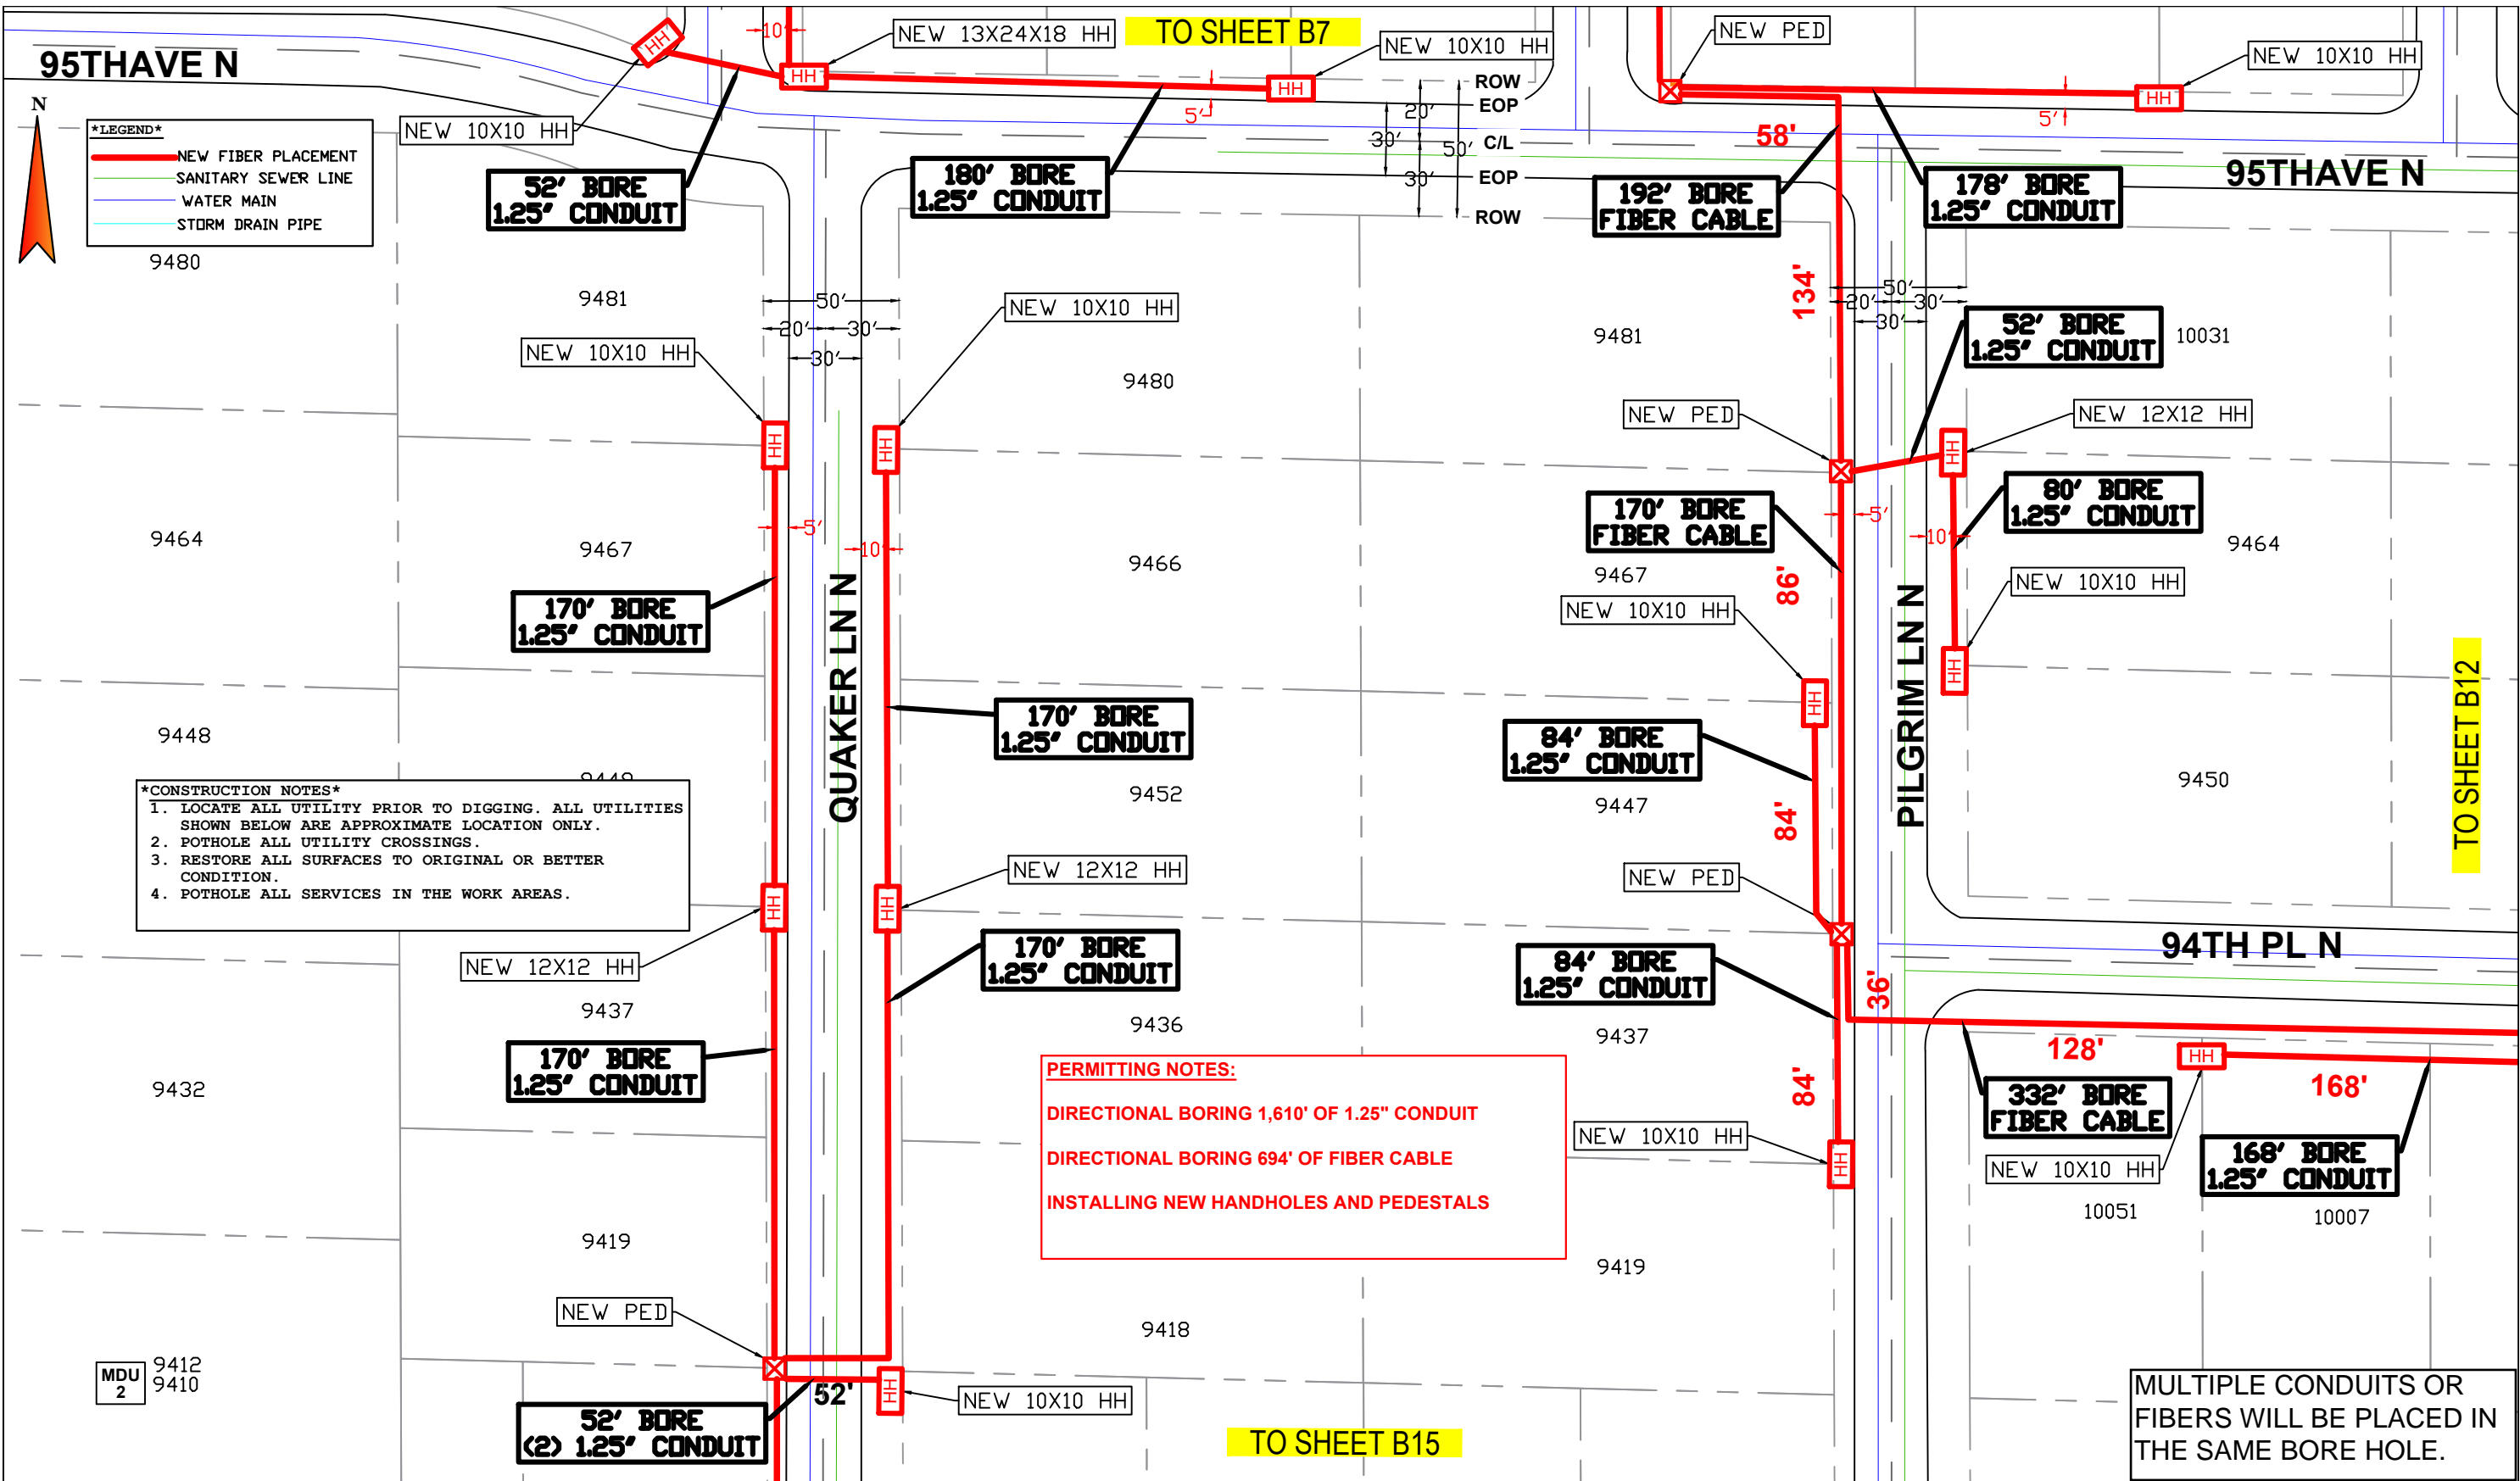 10'
NEW 13X24X18 HH
TO SHEET B7
NEW PED
HH
NEW 10X10 HH
NEW 10X10 HH
95THAVE N
HH
HH
HH
ROW
EOP
C/L
EOP
ROW
20'
30'
50'
30'
5'
5'
N
*LEGEND*
NEW FIBER PLACEMENT
SANITARY SEWER LINE
WATER MAIN
STORM DRAIN PIPE
NEW 10X10 HH
58'
52' BORE
1.25" CONDUIT
180' BORE
1.25" CONDUIT
192' BORE
FIBER CABLE
178' BORE
1.25" CONDUIT
95THAVE N
9480
9481
50'
20'
30'
30'
NEW 10X10 HH
134'
50'
20'
30'
30'
NEW 10X10 HH
9481
52' BORE
1.25" CONDUIT
10031
9480
NEW PED
NEW 12X12 HH
HH
HH
HH
9464
9467
5'
10'
9466
170' BORE
FIBER CABLE
5'
10'
80' BORE
1.25" CONDUIT
9464
9467
86'
NEW 10X10 HH
NEW 10X10 HH
170' BORE
1.25" CONDUIT
QUAKER LN N
PILGRIM LN N
HH
HH
TO SHEET B12
9448
170' BORE
1.25" CONDUIT
84' BORE
1.25" CONDUIT
9449
9452
9447
84'
9450
*CONSTRUCTION NOTES*
1. LOCATE ALL UTILITY PRIOR TO DIGGING. ALL UTILITIES
SHOWN BELOW ARE APPROXIMATE LOCATION ONLY.
2. POTHOLE ALL UTILITY CROSSINGS.
3. RESTORE ALL SURFACES TO ORIGINAL OR BETTER
CONDITION.
4. POTHOLE ALL SERVICES IN THE WORK AREAS.
NEW 12X12 HH
NEW PED
HH
HH
NEW 12X12 HH
170' BORE
1.25" CONDUIT
84' BORE
1.25" CONDUIT
36'
94TH PL N
9437
9436
9437
170' BORE
1.25" CONDUIT
9432
128'
HH
168'
PERMITTING NOTES:
DIRECTIONAL BORING 1,610' OF 1.25" CONDUIT
DIRECTIONAL BORING 694' OF FIBER CABLE
INSTALLING NEW HANDHOLES AND PEDESTALS
84'
332' BORE
FIBER CABLE
NEW 10X10 HH
HH
NEW 10X10 HH
168' BORE
1.25" CONDUIT
10051
10007
9419
9419
NEW PED
9418
MDU
2
9412
9410
52'
HH
NEW 10X10 HH
52' BORE
(2) 1.25" CONDUIT
TO SHEET B15
MULTIPLE CONDUITS OR
FIBERS WILL BE PLACED IN
THE SAME BORE HOLE.